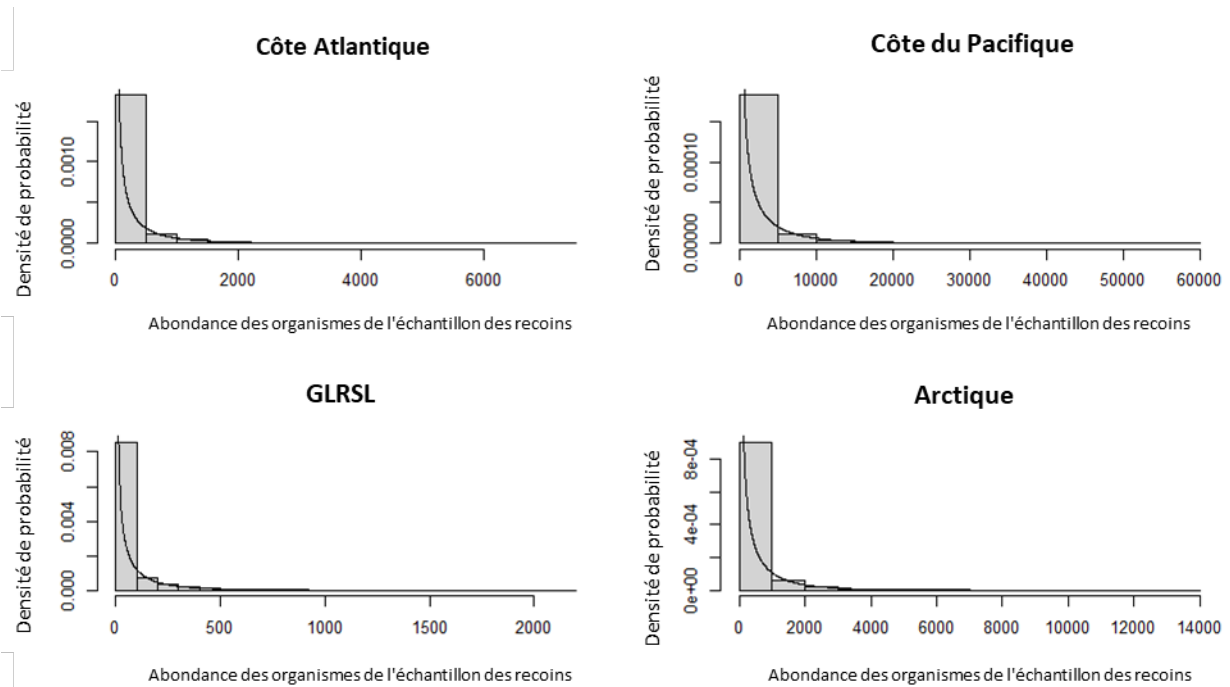 Côte Atlantique
Densité de probabilité
0.00000 0.00010
0 2000 4000 6000
Abondance des organismes de l'échantillon des recoins
Côte du Pacifique
Densité de probabilité
0.00000 0.00010
0 10000 20000 30000 40000 50000 60000
Abondance des organismes de l'échantillon des recoins
GLRSL
Densité de probabilité
0.000 0.004 0.008
0 500 1000 1500 2000
Abondance des organismes de l'échantillon des recoins
Arctique
Densité de probabilité
0e+00 4e-04 8e-04
0 2000 4000 6000 8000 10000 12000 14000
Abondance des organismes de l'échantillon des recoins